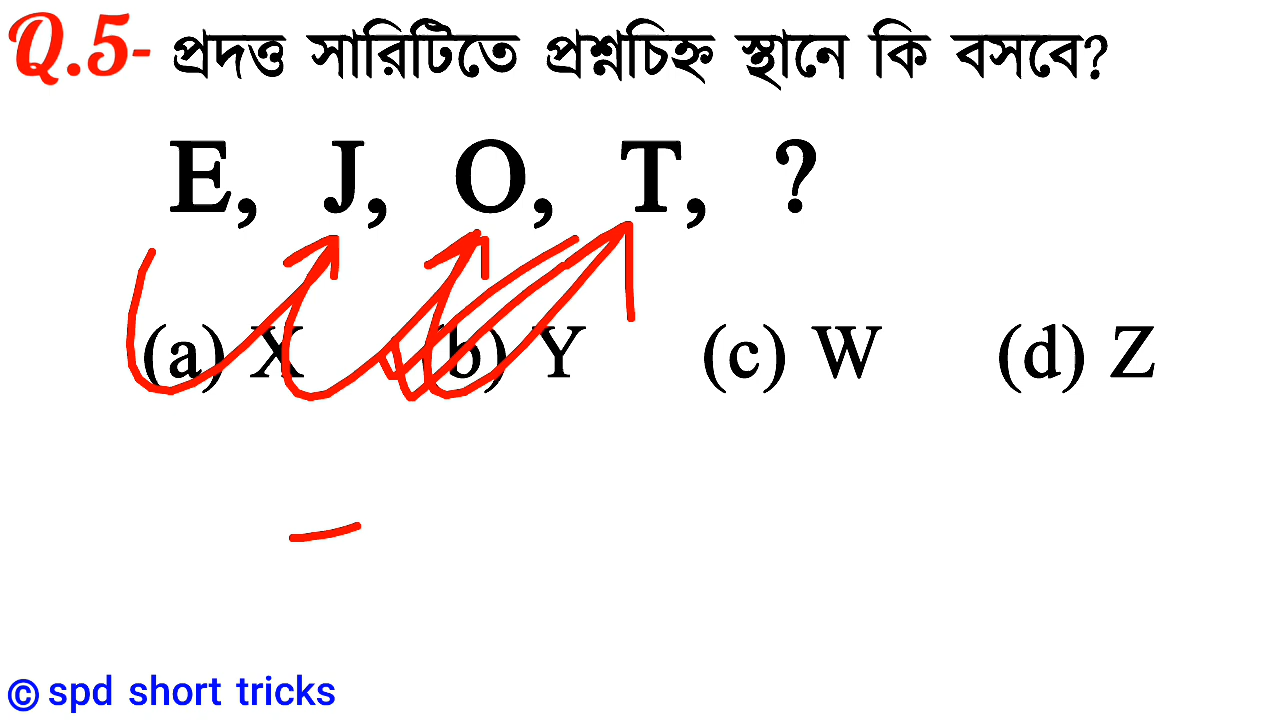 Q.5- প্রদত্ত সারিটিতে প্রশ্নচিহ্ন স্থানে কি বসবে?
E, J, O, T, ?
(a) X (b) Y (c) W (d) Z
© spd short tricks